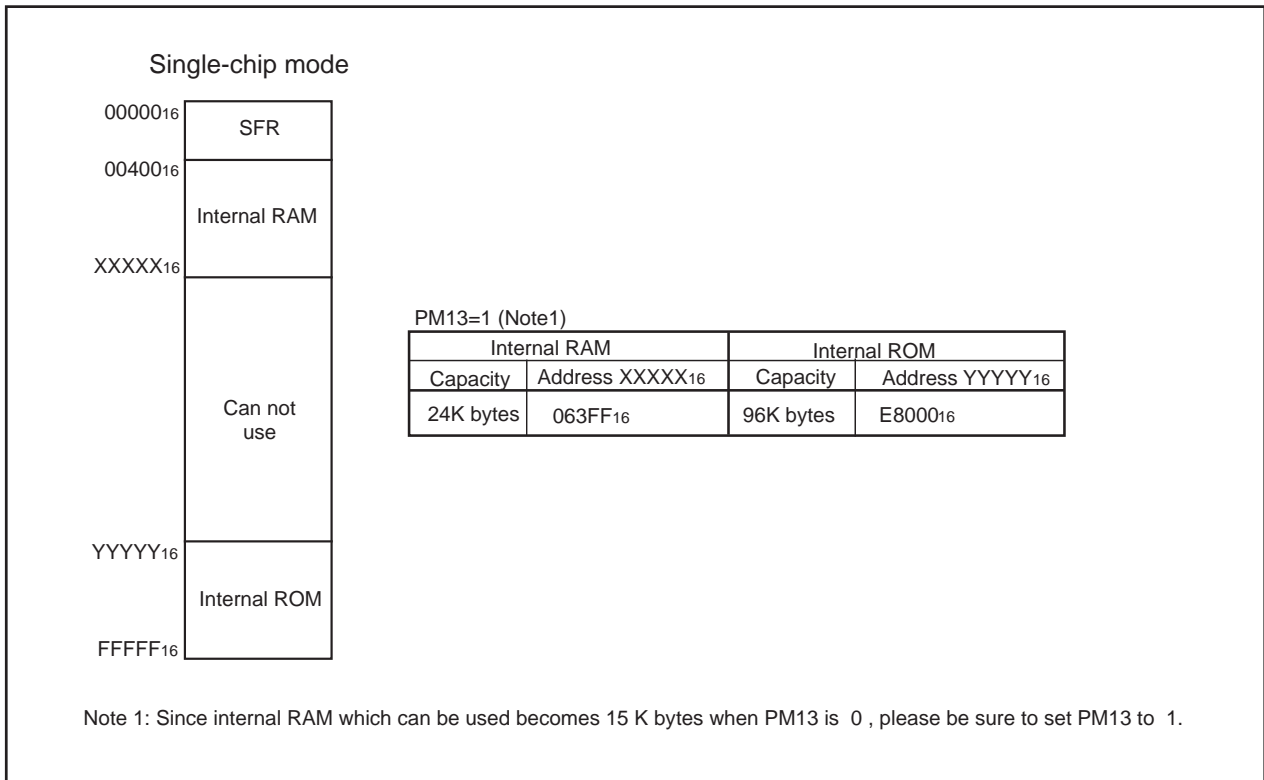 Single-chip mode
0000016
SFR
0040016
Internal RAM
XXXXX16
Can not
use
YYYYY16
Internal ROM
FFFFF16
PM13=1 (Note1)
Internal RAM Internal ROM
Capacity Address XXXXX16 Capacity Address YYYYY16
24K bytes 063FF16 96K bytes E800016
Note 1: Since internal RAM which can be used becomes 15 K bytes when PM13 is 0 , please be sure to set PM13 to 1.